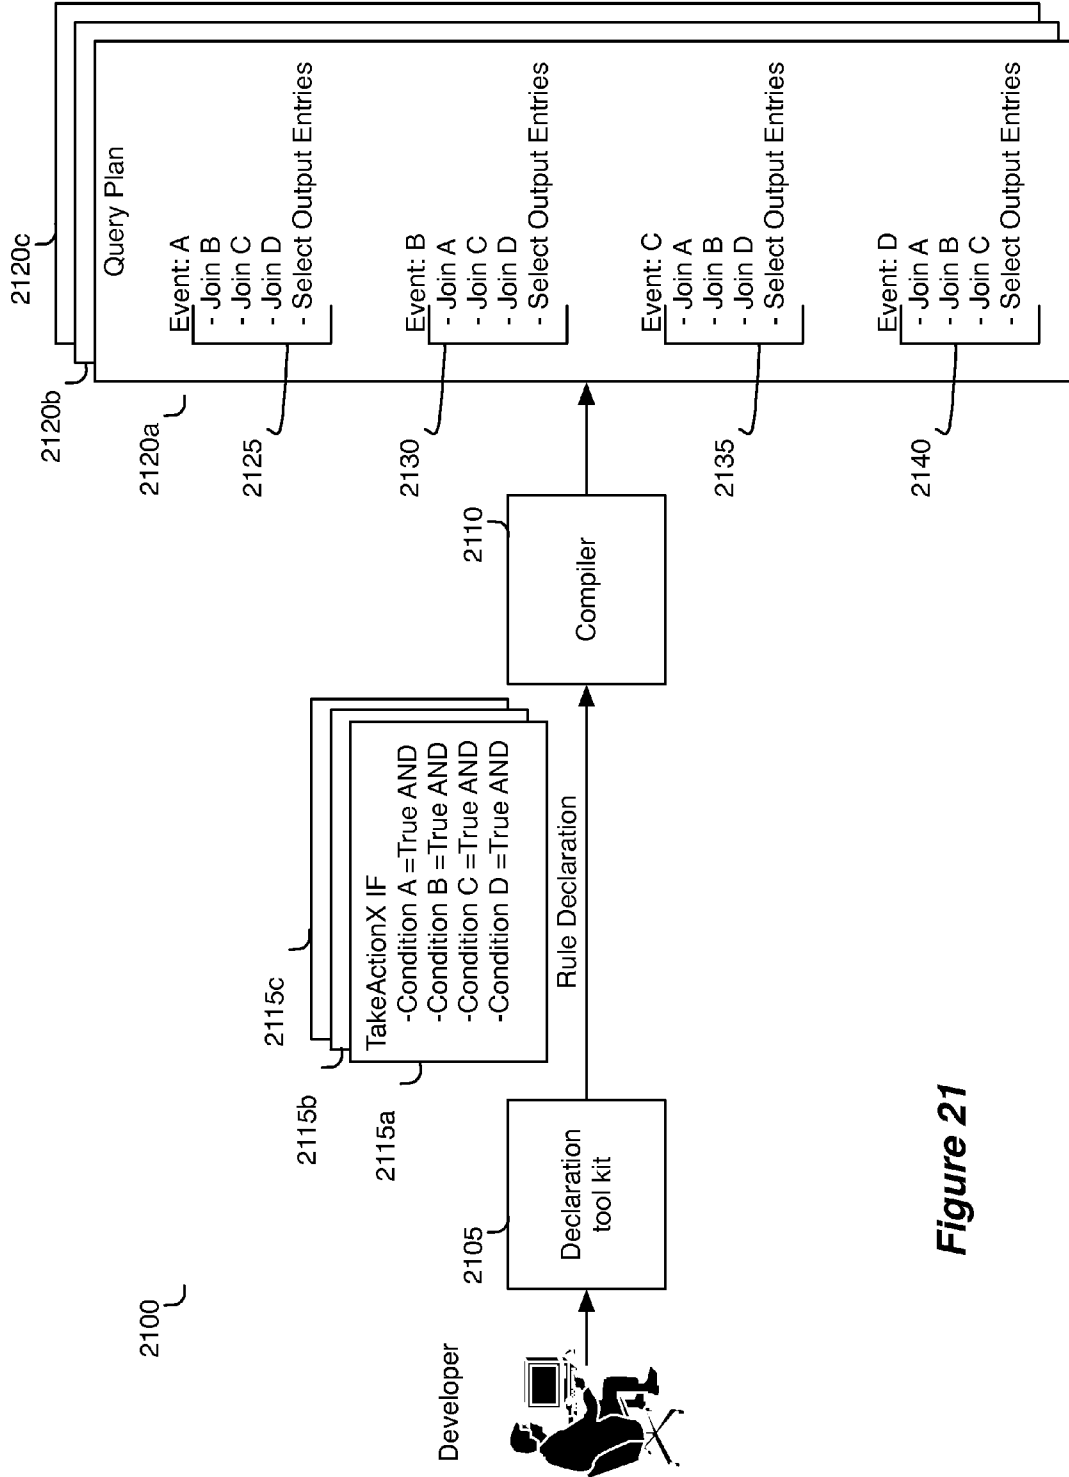 2100
Developer
2105
Declaration
tool kit
2115a
2115b
2115c
TakeActionX IF
-Condition A =True AND
-Condition B =True AND
-Condition C =True AND
-Condition D =True AND
Rule Declaration
2110
Compiler
2120a
2120b
2120c
Query Plan
2125
Event: A
- Join B
- Join C
- Join D
- Select Output Entries
2130
Event: B
- Join A
- Join C
- Join D
- Select Output Entries
2135
Event: C
- Join A
- Join B
- Join D
- Select Output Entries
2140
Event: D
- Join A
- Join B
- Join C
- Select Output Entries
Figure 21